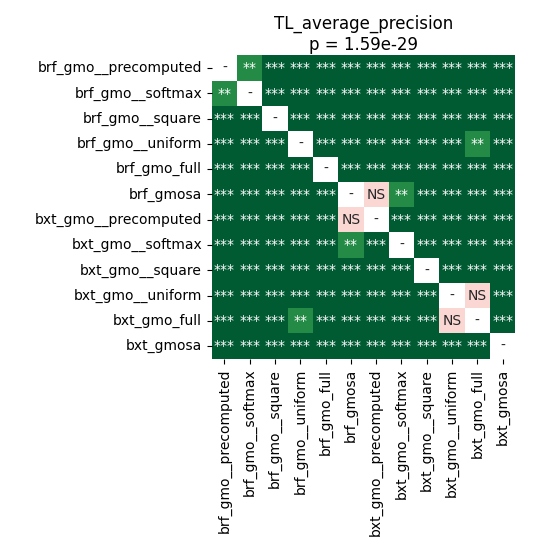 TL_average_precision
p = 1.59e-29
brf_gmo__precomputed - ** *** *** *** *** *** *** *** *** *** ***
brf_gmo__softmax ** - *** *** *** *** *** *** *** *** *** ***
brf_gmo__square *** *** - *** *** *** *** *** *** *** *** ***
brf_gmo__uniform *** *** *** - *** *** *** *** *** *** ** ***
brf_gmo_full *** *** *** *** - *** *** *** *** *** *** ***
brf_gmosa *** *** *** *** *** - NS ** *** *** *** ***
bxt_gmo__precomputed *** *** *** *** *** NS - *** *** *** *** ***
bxt_gmo__softmax *** *** *** *** *** ** *** - *** *** *** ***
bxt_gmo__square *** *** *** *** *** *** *** *** - *** *** ***
bxt_gmo__uniform *** *** *** *** *** *** *** *** *** - NS ***
bxt_gmo_full *** *** *** ** *** *** *** *** *** NS - ***
bxt_gmosa *** *** *** *** *** *** *** *** *** *** *** -
brf_gmo__precomputed
brf_gmo__softmax
brf_gmo__square
brf_gmo__uniform
brf_gmo_full
brf_gmosa
bxt_gmo__precomputed
bxt_gmo__softmax
bxt_gmo__square
bxt_gmo__uniform
bxt_gmo_full
bxt_gmosa